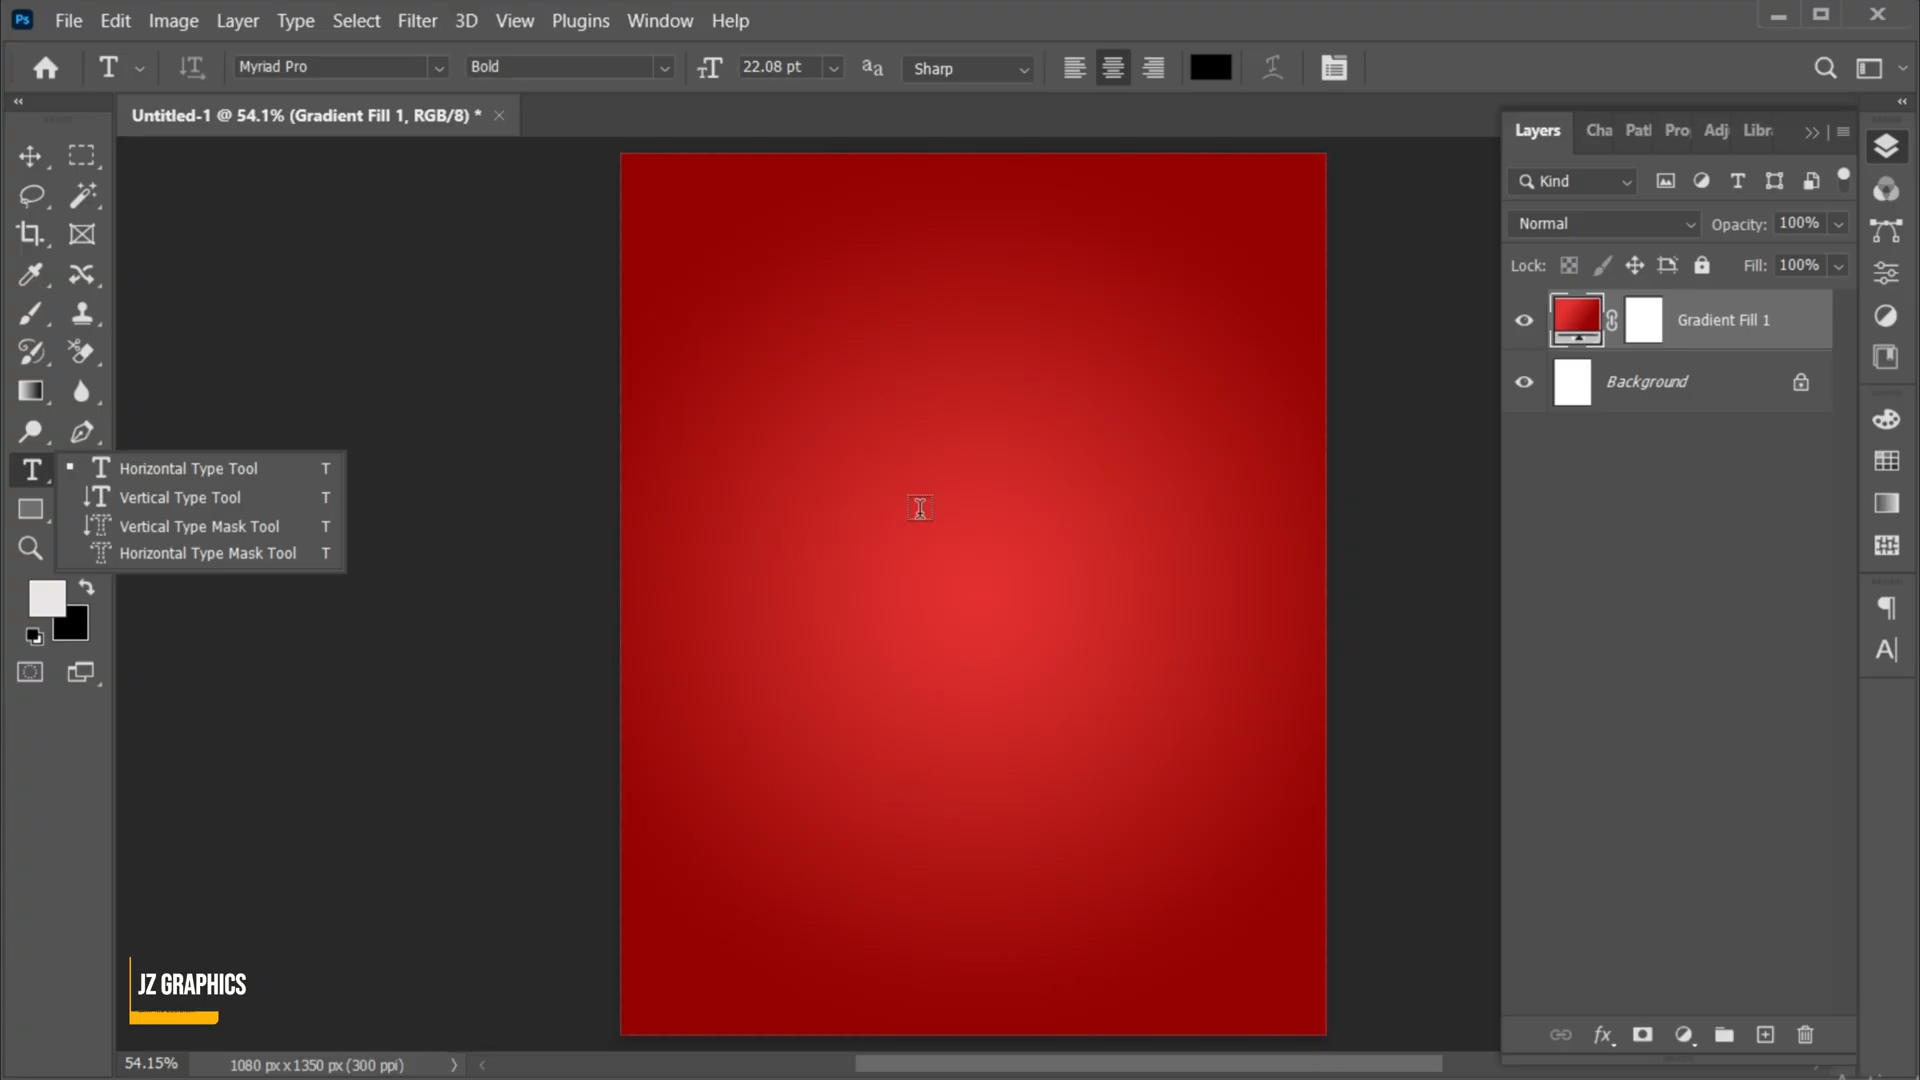 Ps File Edit Image Layer Type Select Filter 3D View Plugins Window Help
Myriad Pro Bold 22.08 pt Sharp
Untitled-1 @ 54.1% (Gradient Fill 1, RGB/8) *
Layers Cha Patl Pro Adj Libr
Kind
Normal Opacity: 100%
Lock: Fill: 100%
Gradient Fill 1
Background
Horizontal Type Tool T
Vertical Type Tool T
Vertical Type Mask Tool T
Horizontal Type Mask Tool T
JZ GRAPHICS
54.15% 1080 px x 1350 px (300 ppi)